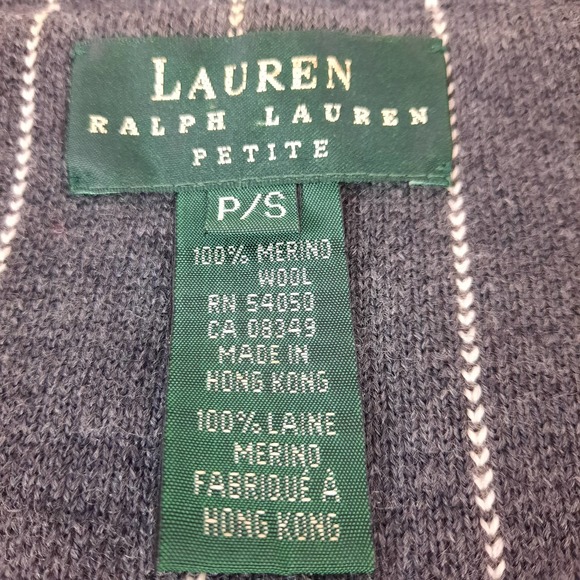 LAUREN
RALPH LAUREN
PETITE
P/S
100% MERINO
WOOL
RN 54050
CA 08349
MADE IN
HONG KONG
100% LAINE
MERINO
FABRIQUÉ À
HONG KONG